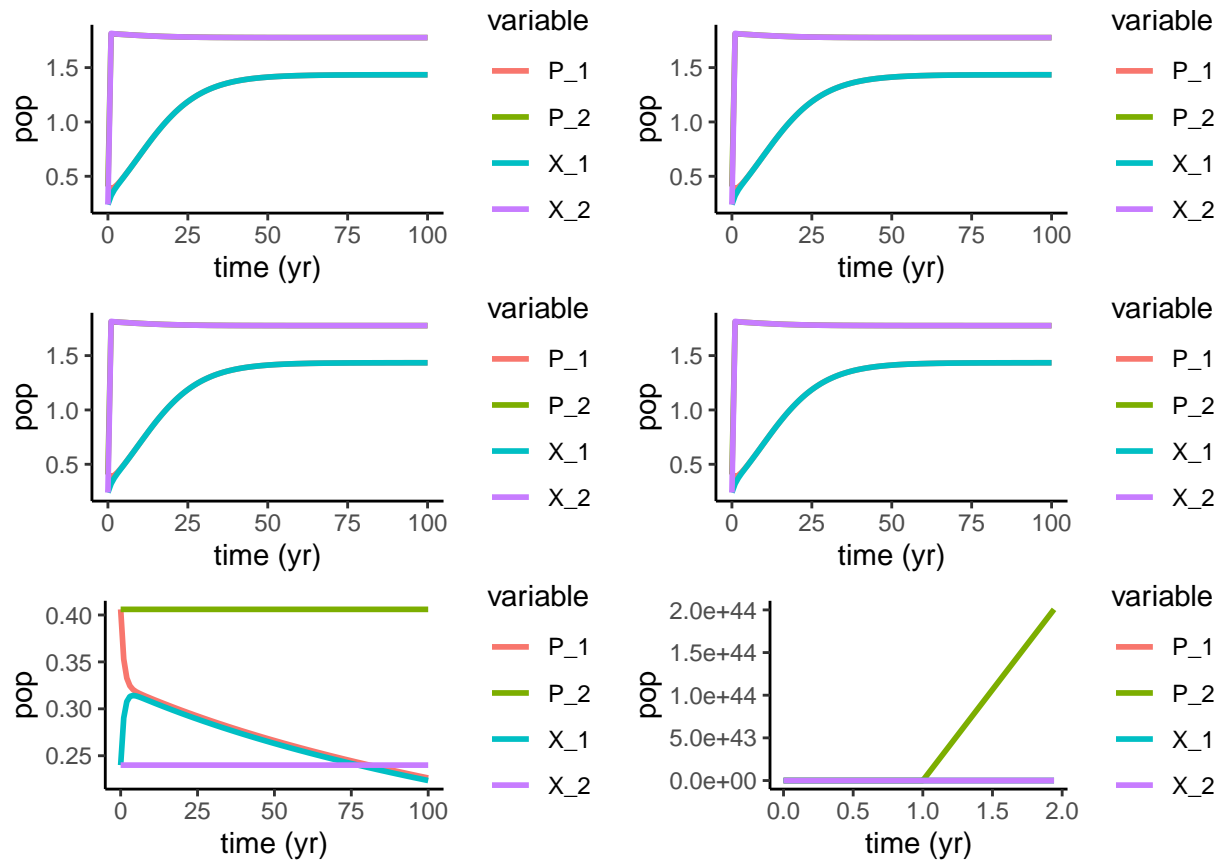 variable
pop
1.5
1.0
0.5
P_1
P_2
X_1
X_2
0 25 50 75 100
time (yr)
variable
pop
1.5
1.0
0.5
P_1
P_2
X_1
X_2
0 25 50 75 100
time (yr)
variable
pop
1.5
1.0
0.5
P_1
P_2
X_1
X_2
0 25 50 75 100
time (yr)
variable
pop
1.5
1.0
0.5
P_1
P_2
X_1
X_2
0 25 50 75 100
time (yr)
variable
pop
0.40
0.35
0.30
0.25
P_1
P_2
X_1
X_2
0 25 50 75 100
time (yr)
variable
pop
2.0e+44
1.5e+44
1.0e+44
5.0e+43
0.0e+00
P_1
P_2
X_1
X_2
0.0 0.5 1.0 1.5 2.0
time (yr)